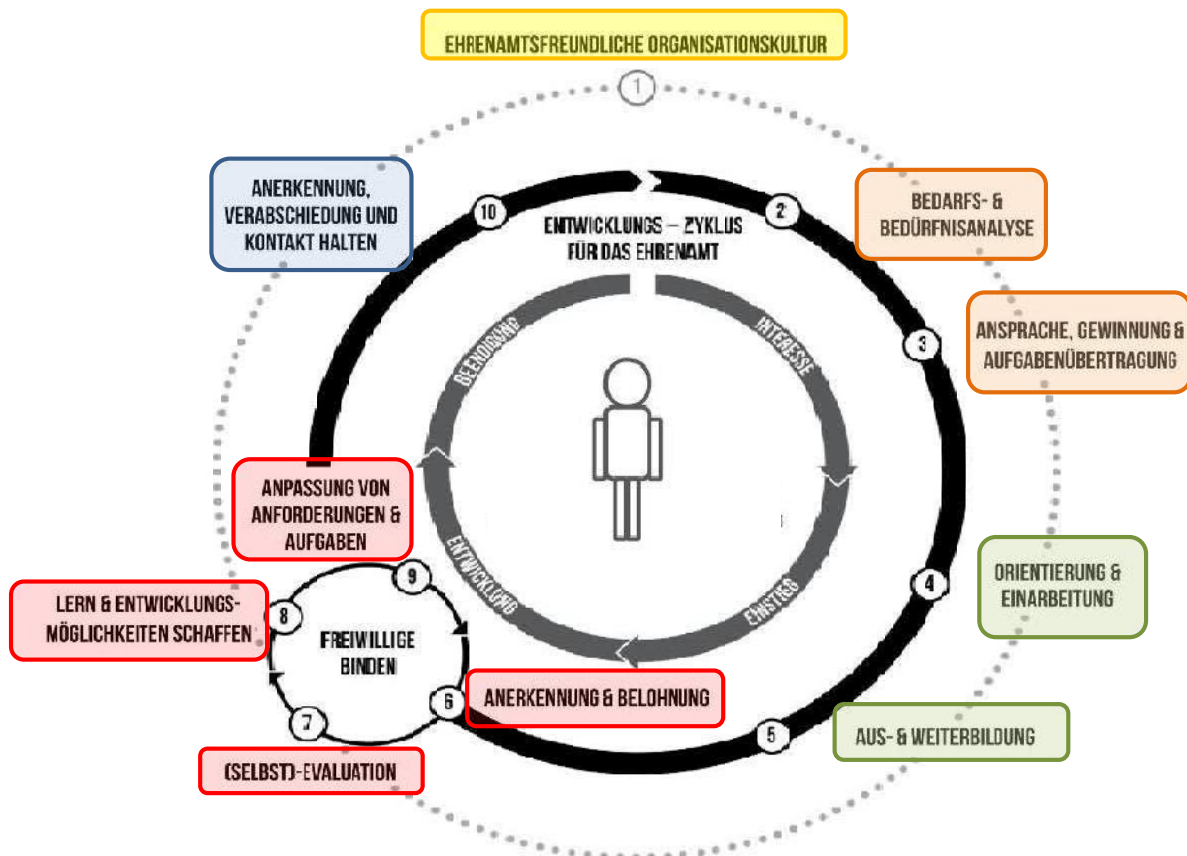 EHRENAMTSFREUNDLICHE ORGANISATIONSKULTUR
1
ANERKENNUNG,
VERABSCHIEDUNG UND
KONTAKT HALTEN
10
ENTWICKLUNGS – ZYKLUS
FÜR DAS EHRENAMT
2
BEDARFS- &
BEDÜRFNISANALYSE
3
ANSPRACHE, GEWINNUNG &
AUFGABENÜBERTRAGUNG
BEENDIGUNG
INTERESSE
ENTWICKLUNG
EINSTIEG
4
ORIENTIERUNG &
EINARBEITUNG
5
AUS- & WEITERBILDUNG
ANPASSUNG VON
ANFORDERUNGEN &
AUFGABEN
9
LERN & ENTWICKLUNGS-
MÖGLICHKEITEN SCHAFFEN
8
FREIWILLIGE
BINDEN
6
ANERKENNUNG & BELOHNUNG
7
(SELBST)-EVALUATION